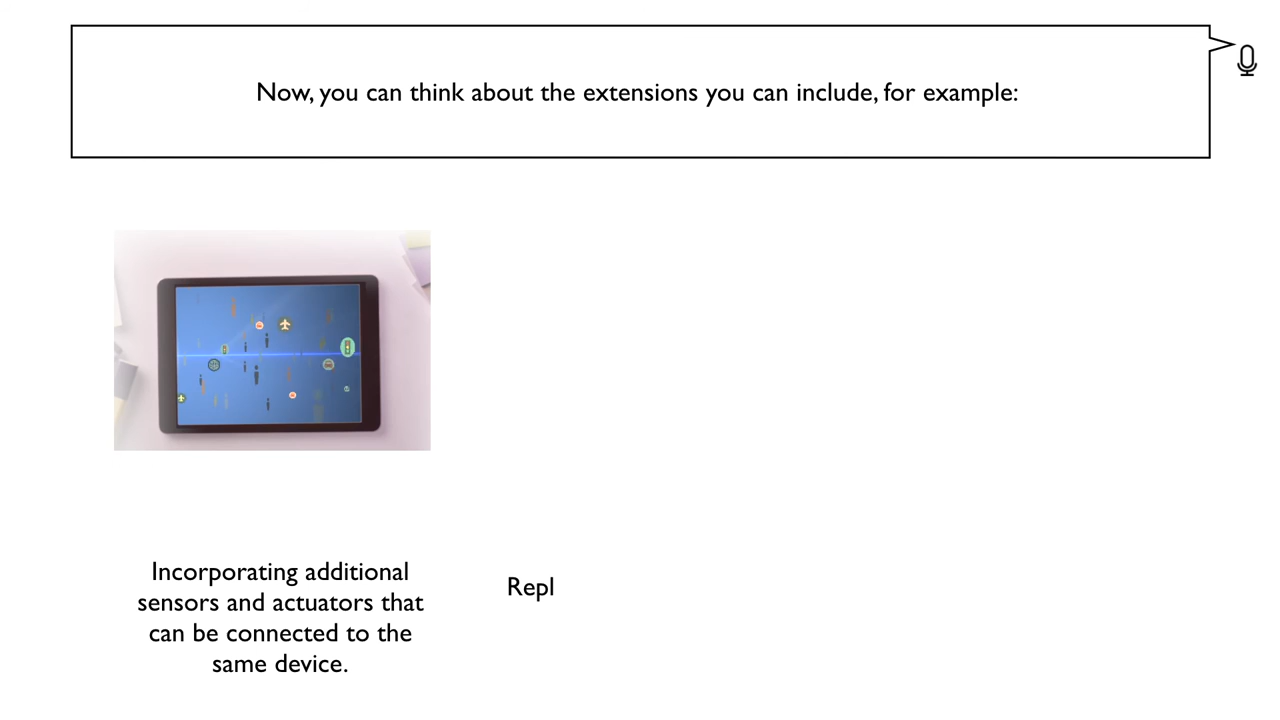 Now, you can think about the extensions you can include, for example:
Incorporating additional
sensors and actuators that
can be connected to the
same device.
Repl